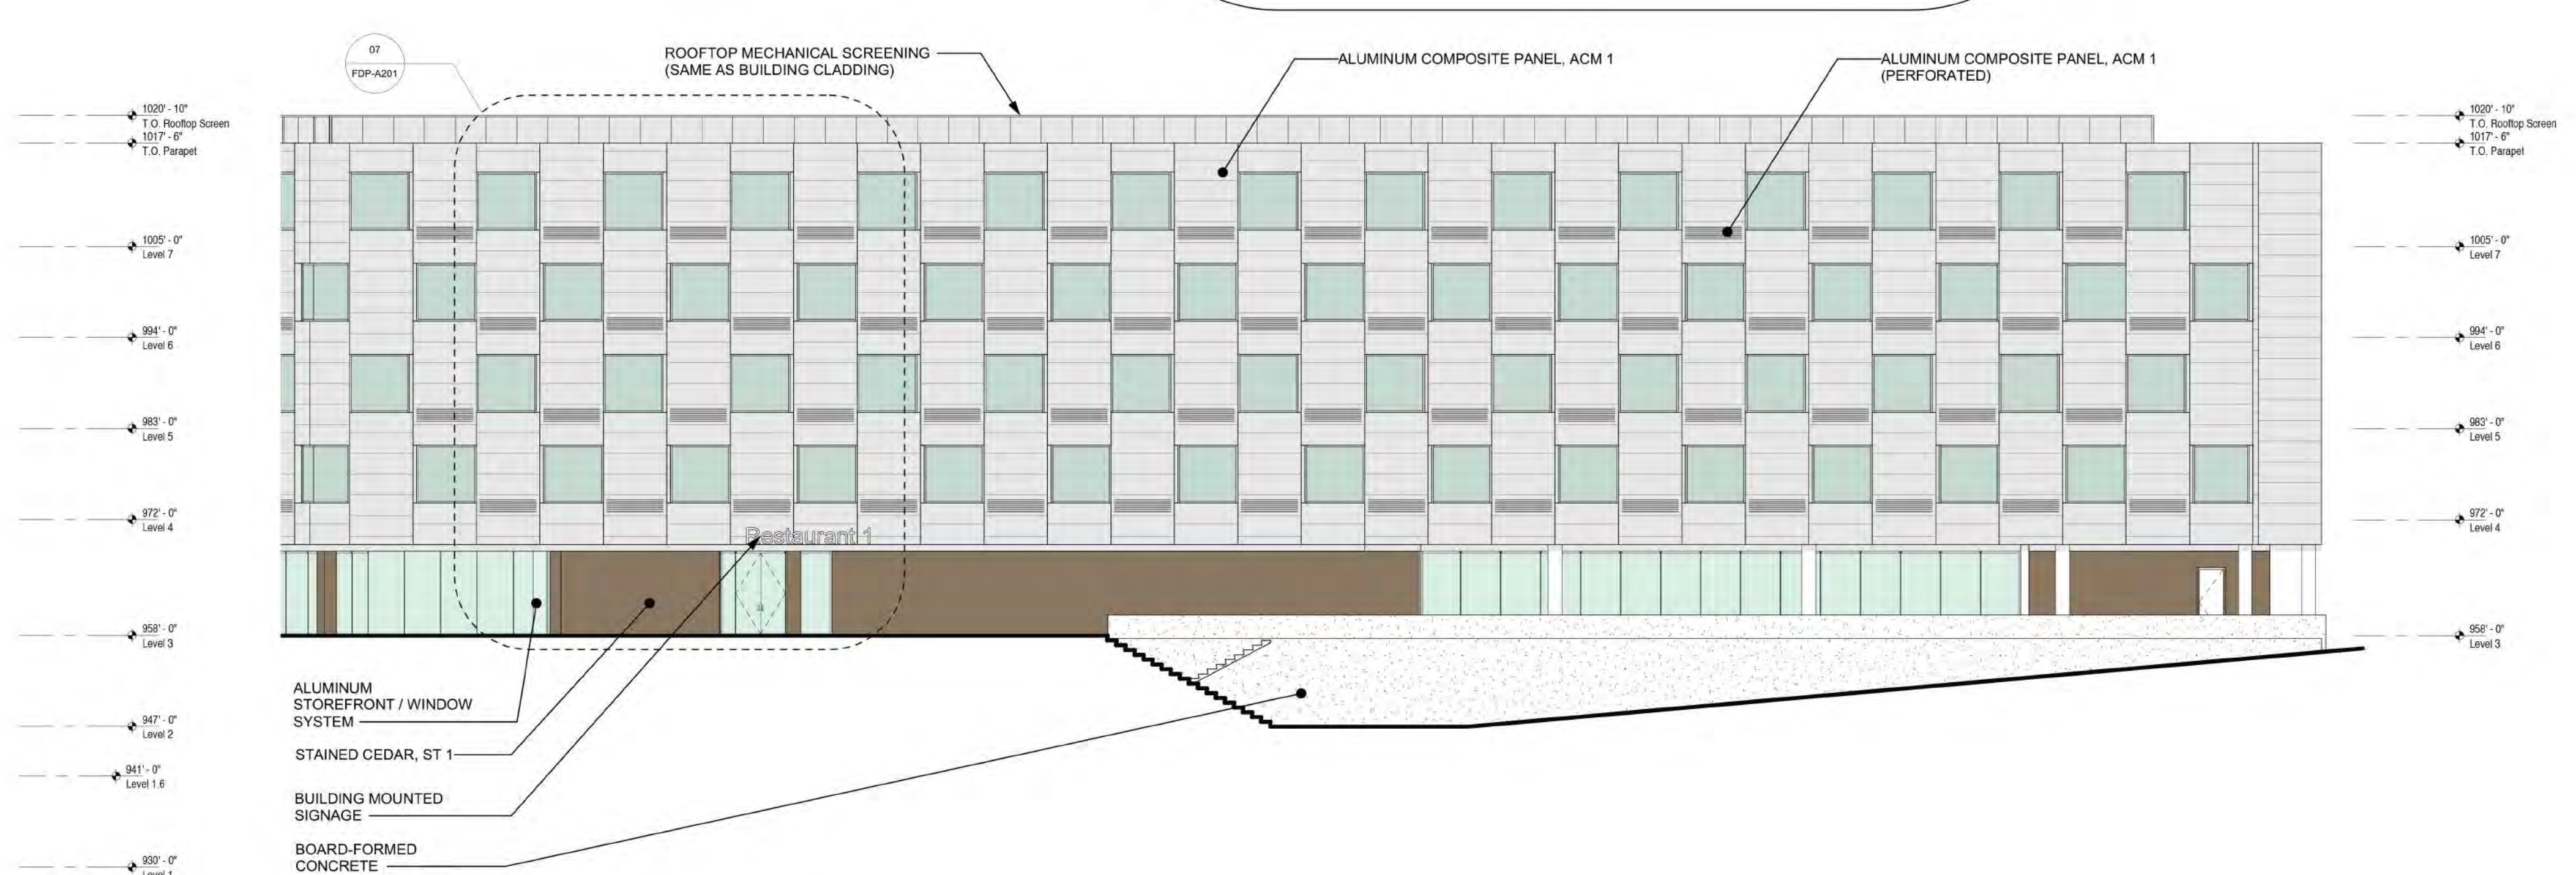 07
FDP-A201
ROOFTOP MECHANICAL SCREENING
(SAME AS BUILDING CLADDING)
ALUMINUM COMPOSITE PANEL, ACM 1
ALUMINUM COMPOSITE PANEL, ACM 1
(PERFORATED)
1020' - 10"
T.O. Rooftop Screen
1017' - 6"
T.O. Parapet
1005' - 0"
Level 7
994' - 0"
Level 6
983' - 0"
Level 5
972' - 0"
Level 4
958' - 0"
Level 3
947' - 0"
Level 2
941' - 0"
Level 1.6
930' - 0"
Level 1
Restaurant 1
ALUMINUM
STOREFRONT / WINDOW
SYSTEM
STAINED CEDAR, ST 1
BUILDING MOUNTED
SIGNAGE
BOARD-FORMED
CONCRETE
1020' - 10"
T.O. Rooftop Screen
1017' - 6"
T.O. Parapet
1005' - 0"
Level 7
994' - 0"
Level 6
983' - 0"
Level 5
972' - 0"
Level 4
958' - 0"
Level 3